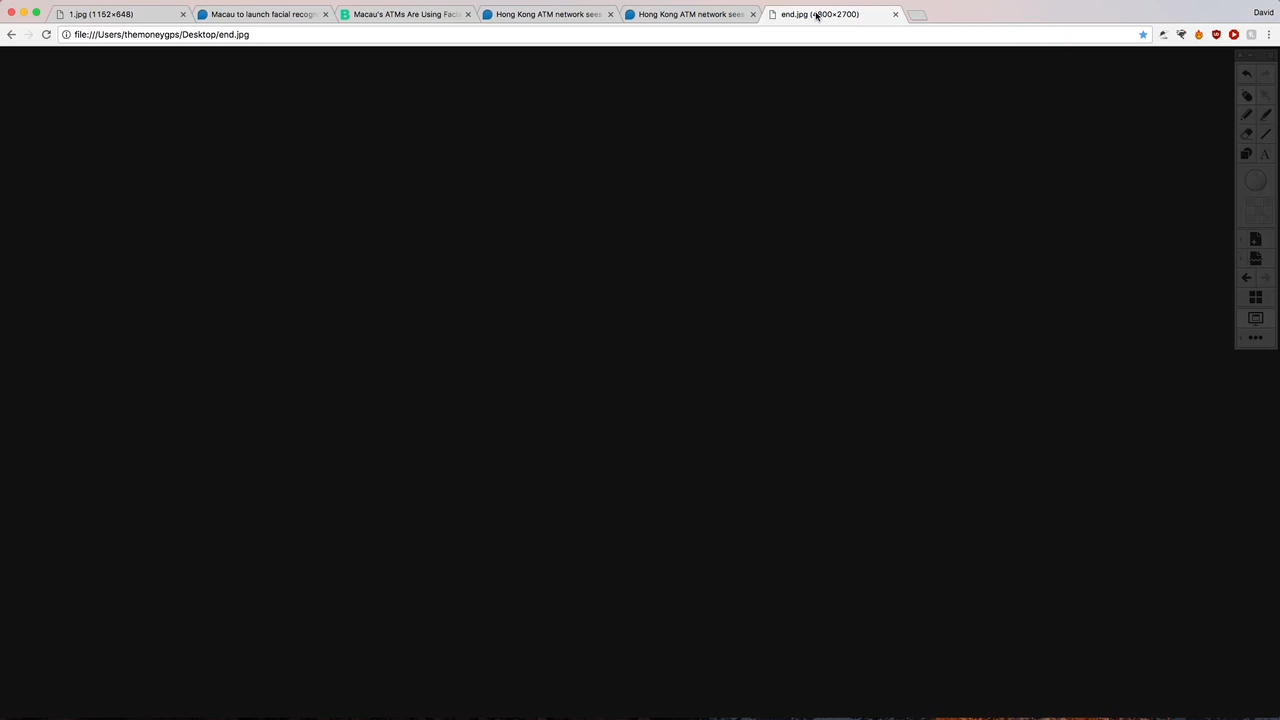 1.jpg (1152×648)
Macau to launch facial recogn
Macau's ATMs Are Using Facia
Hong Kong ATM network sees
Hong Kong ATM network sees
end.jpg (4800×2700)
David
file:///Users/themoneygps/Desktop/end.jpg
A